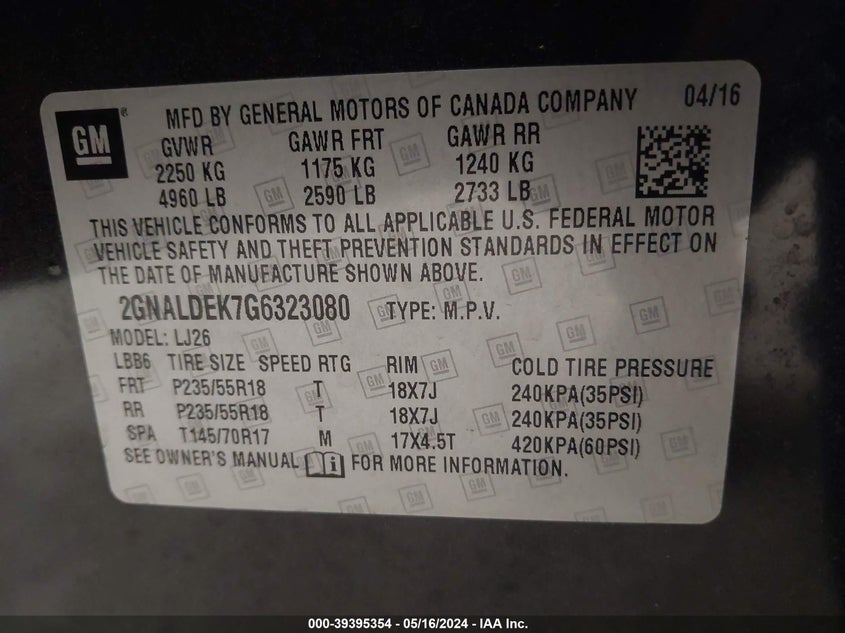 GM
MFD BY GENERAL MOTORS OF CANADA COMPANY 04/16
GVWR GAWR FRT GAWR RR
2250 KG 1175 KG 1240 KG
4960 LB 2590 LB 2733 LB
THIS VEHICLE CONFORMS TO ALL APPLICABLE U.S. FEDERAL MOTOR
VEHICLE SAFETY AND THEFT PREVENTION STANDARDS IN EFFECT ON
THE DATE OF MANUFACTURE SHOWN ABOVE.
2GNALDEK7G6323080 TYPE: M.P.V.
MODEL: LJ26
LBB6 TIRE SIZE SPEED RTG RIM COLD TIRE PRESSURE
FRT P235/55R18 T 18X7J 240KPA(35PSI)
RR P235/55R18 T 18X7J 240KPA(35PSI)
SPA T145/70R17 M 17X4.5T 420KPA(60PSI)
SEE OWNER'S MANUAL FOR MORE INFORMATION.
000-39395354 - 05/16/2024 - IAA Inc.